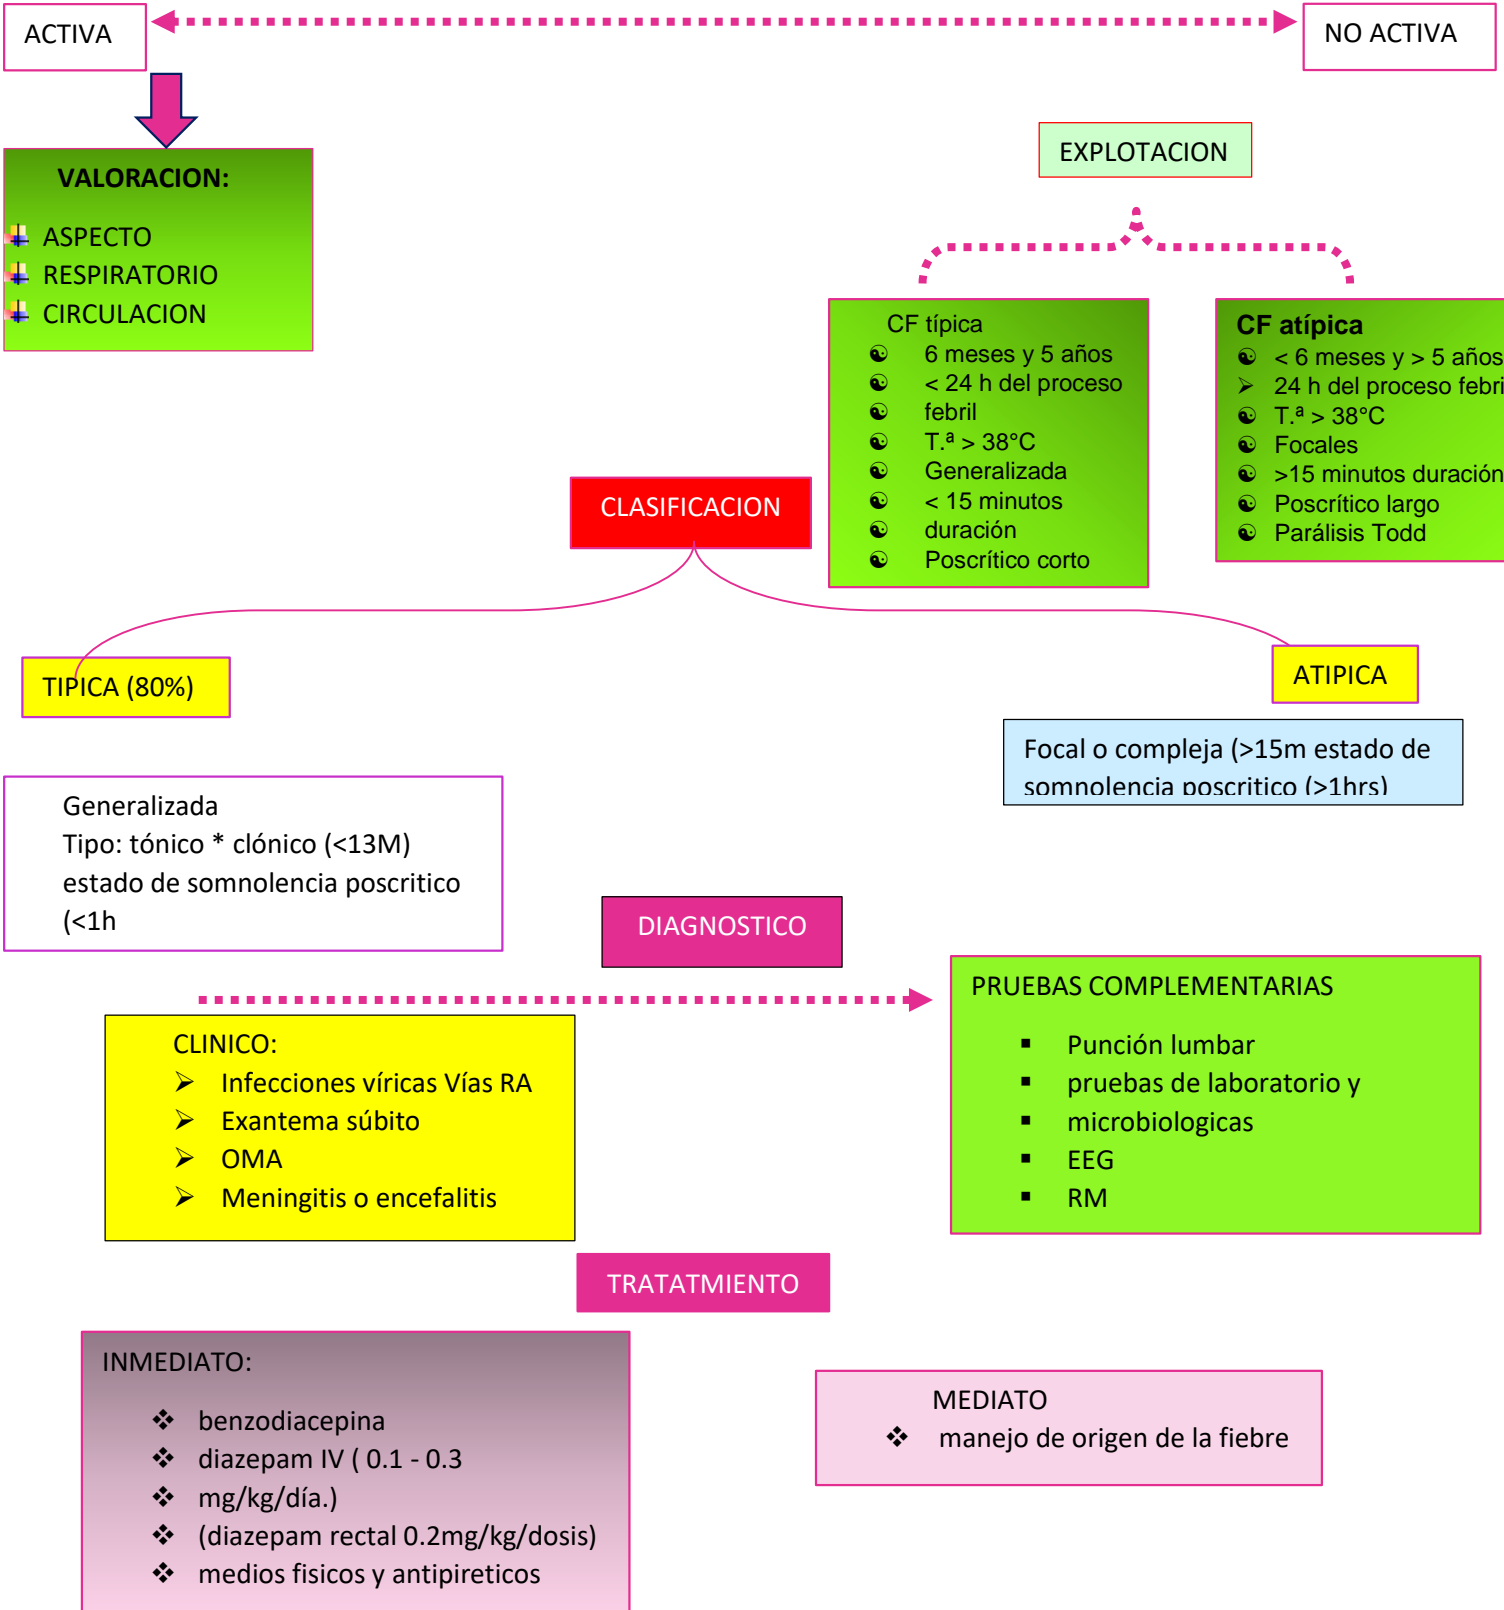 ACTIVA
NO ACTIVA
VALORACION:
ASPECTO
RESPIRATORIO
CIRCULACION
EXPLOTACION
CF típica
6 meses y 5 años
< 24 h del proceso
febril
T.ª > 38°C
Generalizada
< 15 minutos
duración
Poscrítico corto
CF atípica
< 6 meses y > 5 años
24 h del proceso febri
T.ª > 38°C
Focales
>15 minutos duración
Poscrítico largo
Parálisis Todd
CLASIFICACION
TIPICA (80%)
ATIPICA
Focal o compleja (>15m estado de
somnolencia poscritico (>1hrs)
Generalizada
Tipo: tónico * clónico (<13M)
estado de somnolencia poscritico
(<1h
DIAGNOSTICO
CLINICO:
Infecciones víricas Vías RA
Exantema súbito
OMA
Meningitis o encefalitis
PRUEBAS COMPLEMENTARIAS
Punción lumbar
pruebas de laboratorio y
microbiologicas
EEG
RM
TRATATMIENTO
INMEDIATO:
benzodiacepina
diazepam IV ( 0.1 - 0.3
mg/kg/día.)
(diazepam rectal 0.2mg/kg/dosis)
medios fisicos y antipireticos
MEDIATO
manejo de origen de la fiebre